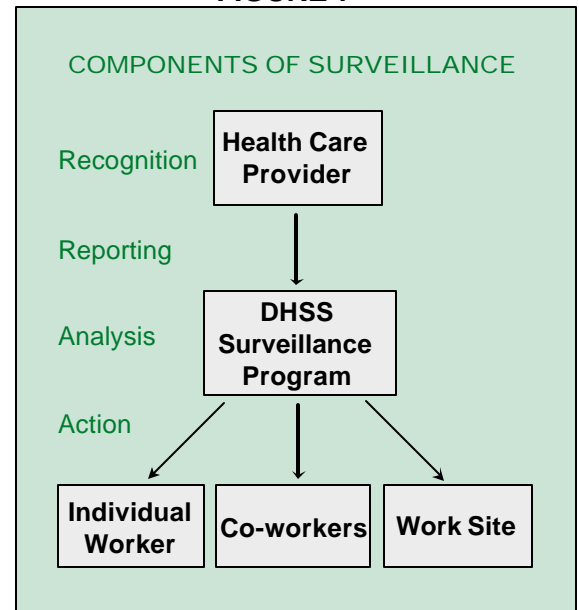 COMPONENTS OF SURVEILLANCE
Health Care
Provider
Recognition
Reporting
DHSS
Surveillance
Program
Analysis
Action
Individual
Worker
Co-workers
Work Site